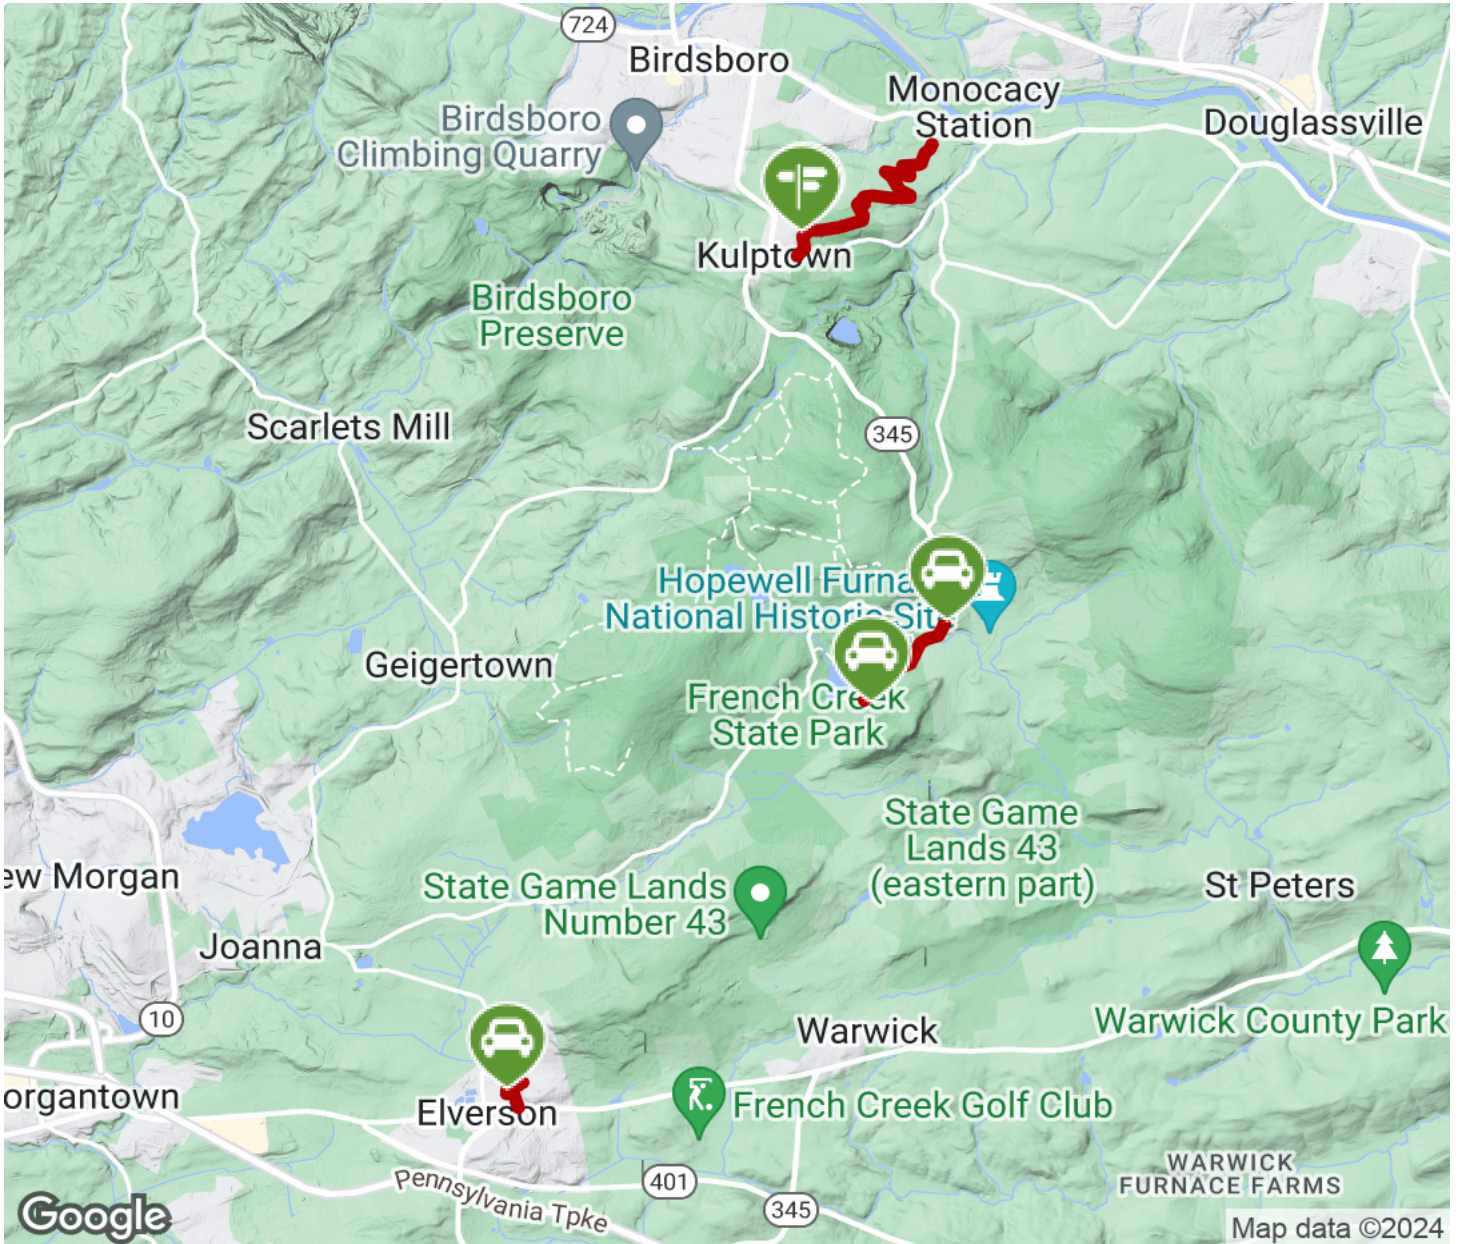 724
Birdsboro
Monocacy
Station
Douglassville
Birdsboro
Climbing Quarry
Kulptown
Birdsboro
Preserve
Scarlets Mill
345
Hopewell Furna
National Historic Sit
Geigertown
French Creek
State Park
State Game
Lands 43
(eastern part)
ew Morgan
State Game Lands
Number 43
St Peters
Joanna
10
Warwick
Warwick County Park
organtown
Elverson
French Creek Golf Club
Pennsylvania Tpke
401
345
WARWICK
FURNACE FARMS
Google
Map data ©2024